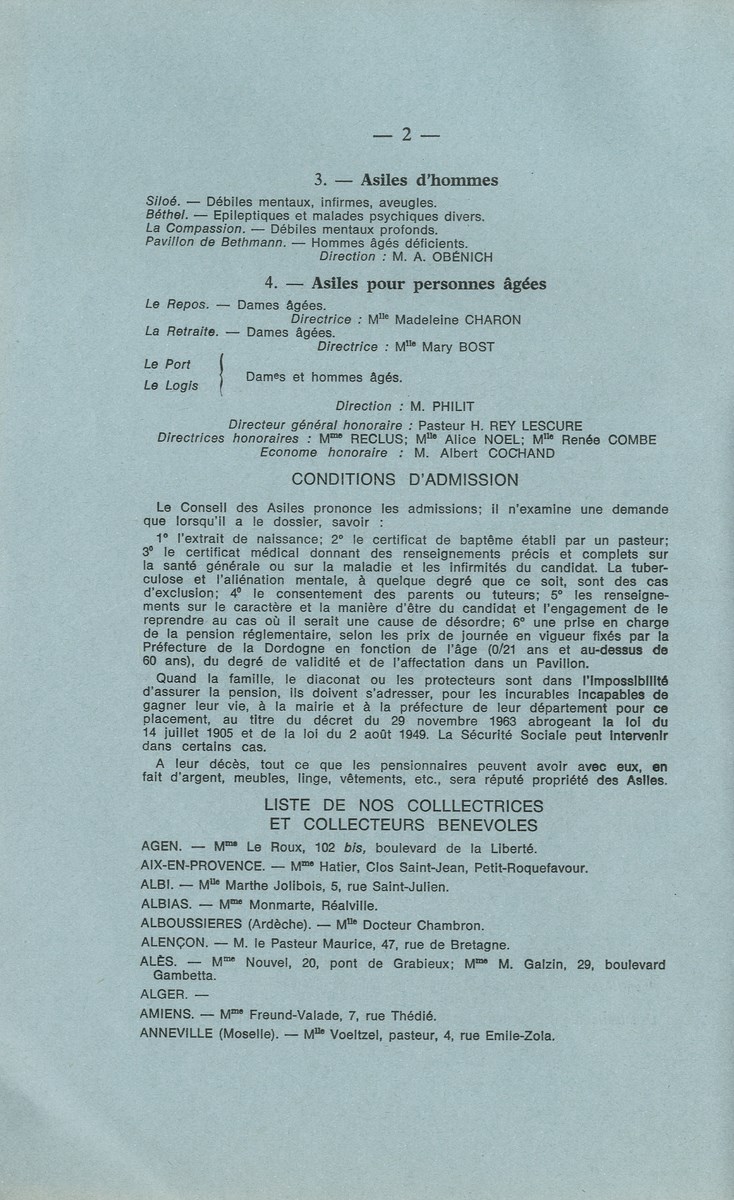 — 2 —
3. — Asiles d'hommes
Siloé. — Débiles mentaux, infirmes, aveugles.
Béthel. — Epileptiques et malades psychiques divers.
La Compassion. — Débiles mentaux profonds.
Pavillon de Bethmann. — Hommes âgés déficients.
Direction : M. A. OBÉNICH
4. — Asiles pour personnes âgées
Le Repos. — Dames âgées.
Directrice : Mlle Madeleine CHARON
La Retraite. — Dames âgées.
Directrice : Mlle Mary BOST
Le Port
Le Logis
Dames et hommes âgés.
Direction : M. PHILIT
Directeur général honoraire : Pasteur H. REY LESCURE
Directrices honoraires : Mme RECLUS; Mlle Alice NOEL; Mlle Renée COMBE
Econome honoraire : M. Albert COCHAND
CONDITIONS D'ADMISSION
Le Conseil des Asiles prononce les admissions; il n'examine une demande
que lorsqu'il a le dossier, savoir :
1° l'extrait de naissance; 2° le certificat de baptême établi par un pasteur;
3° le certificat médical donnant des renseignements précis et complets sur
la santé générale ou sur la maladie et les infirmités du candidat. La tuber-
culose et l'aliénation mentale, à quelque degré que ce soit, sont des cas
d'exclusion; 4° le consentement des parents ou tuteurs; 5° les renseigne-
ments sur le caractère et la manière d'être du candidat et l'engagement de le
reprendre au cas où il serait une cause de désordre; 6° une prise en charge
de la pension réglementaire, selon les prix de journée en vigueur fixés par la
Préfecture de la Dordogne en fonction de l'âge (0/21 ans et au-dessus de
60 ans), du degré de validité et de l'affectation dans un Pavillon.
Quand la famille, le diaconat ou les protecteurs sont dans l'impossibilité
d'assurer la pension, ils doivent s'adresser, pour les incurables incapables de
gagner leur vie, à la mairie et à la préfecture de leur département pour ce
placement, au titre du décret du 29 novembre 1963 abrogeant la loi du
14 juillet 1905 et de la loi du 2 août 1949. La Sécurité Sociale peut intervenir
dans certains cas.
A leur décès, tout ce que les pensionnaires peuvent avoir avec eux, en
fait d'argent, meubles, linge, vêtements, etc., sera réputé propriété des Asiles.
LISTE DE NOS COLLLECTRICES
ET COLLECTEURS BENEVOLES
AGEN. — Mme Le Roux, 102 bis, boulevard de la Liberté.
AIX-EN-PROVENCE. — Mme Hatier, Clos Saint-Jean, Petit-Roquefavour.
ALBI. — Mlle Marthe Jolibois, 5, rue Saint-Julien.
ALBIAS. — Mme Monmarte, Réalville.
ALBOUSSIERES (Ardèche). — Mlle Docteur Chambron.
ALENÇON. — M. le Pasteur Maurice, 47, rue de Bretagne.
ALÈS. — Mme Nouvel, 20, pont de Grabieux; Mme M. Galzin, 29, boulevard
Gambetta.
ALGER. —
AMIENS. — Mme Freund-Valade, 7, rue Thédié.
ANNEVILLE (Moselle). — Mlle Voeltzel, pasteur, 4, rue Emile-Zola.